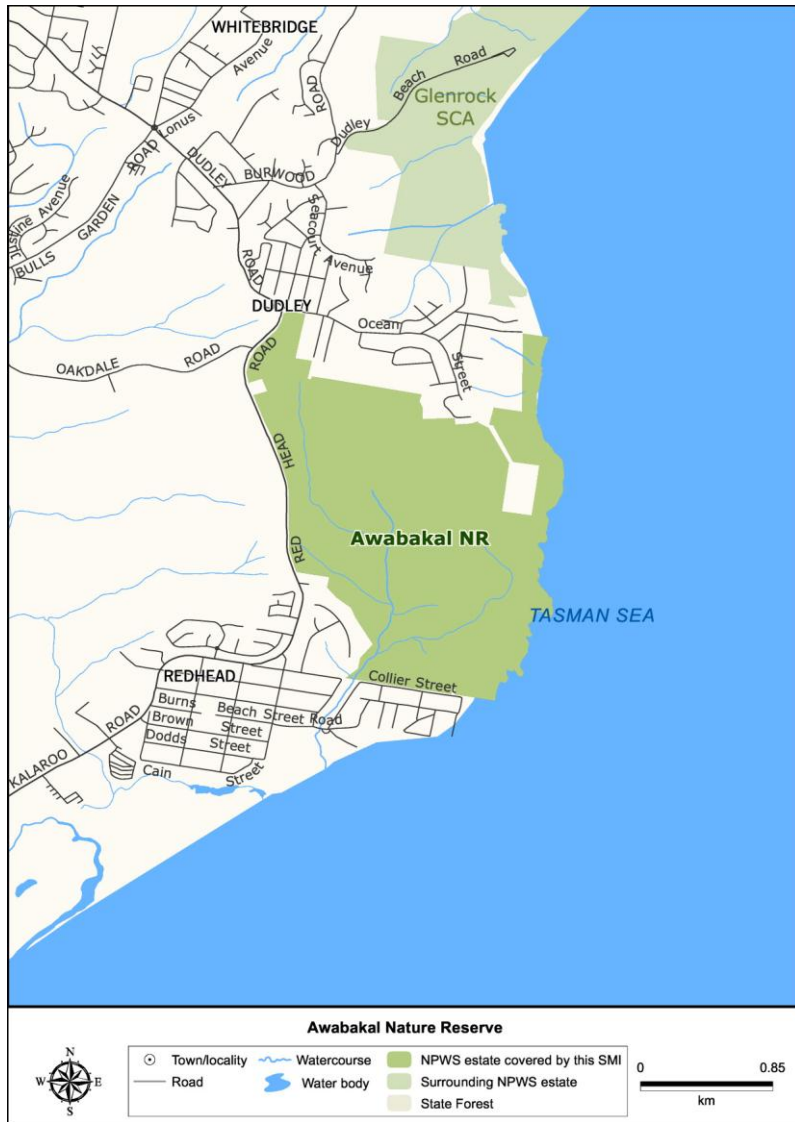 WHITEBRIDGE
Avenue
Lonus
ROAD
Beach Road
Glenrock
SCA
Dudley
ROAD
DUDLEY
BURWOOD
Justine Avenue
BULLS GARDEN
Seacourt Avenue
ROAD
DUDLEY
Ocean
Street
OAKDALE ROAD
ROAD
HEAD
RED
Awabakal NR
TASMAN SEA
REDHEAD
Collier Street
Burns Beach Street Road
Brown Street
Dodds Street
Cain Street
KALAROO ROAD
Awabakal Nature Reserve
N
W E
S
Town/locality
Road
Watercourse
Water body
NPWS estate covered by this SMI
Surrounding NPWS estate
State Forest
0 0.85
km